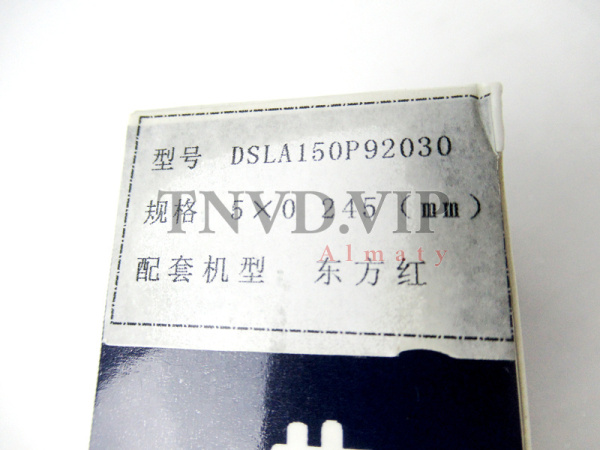 型号 DSLA150P92030
TNVD.VIP
规格 5×0 245 (mm)
Almaty
配套机型 东方红